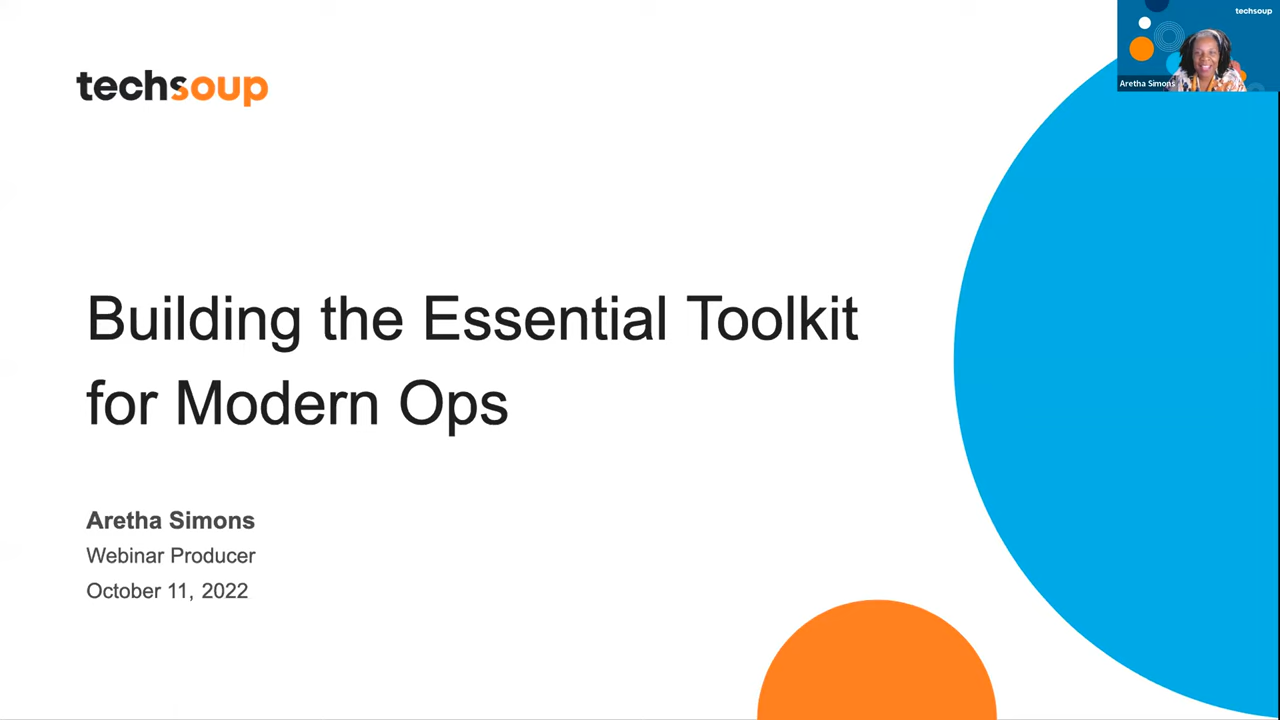 techsoup
techsoup
Aretha Simons
Building the Essential Toolkit
for Modern Ops
Aretha Simons
Webinar Producer
October 11, 2022